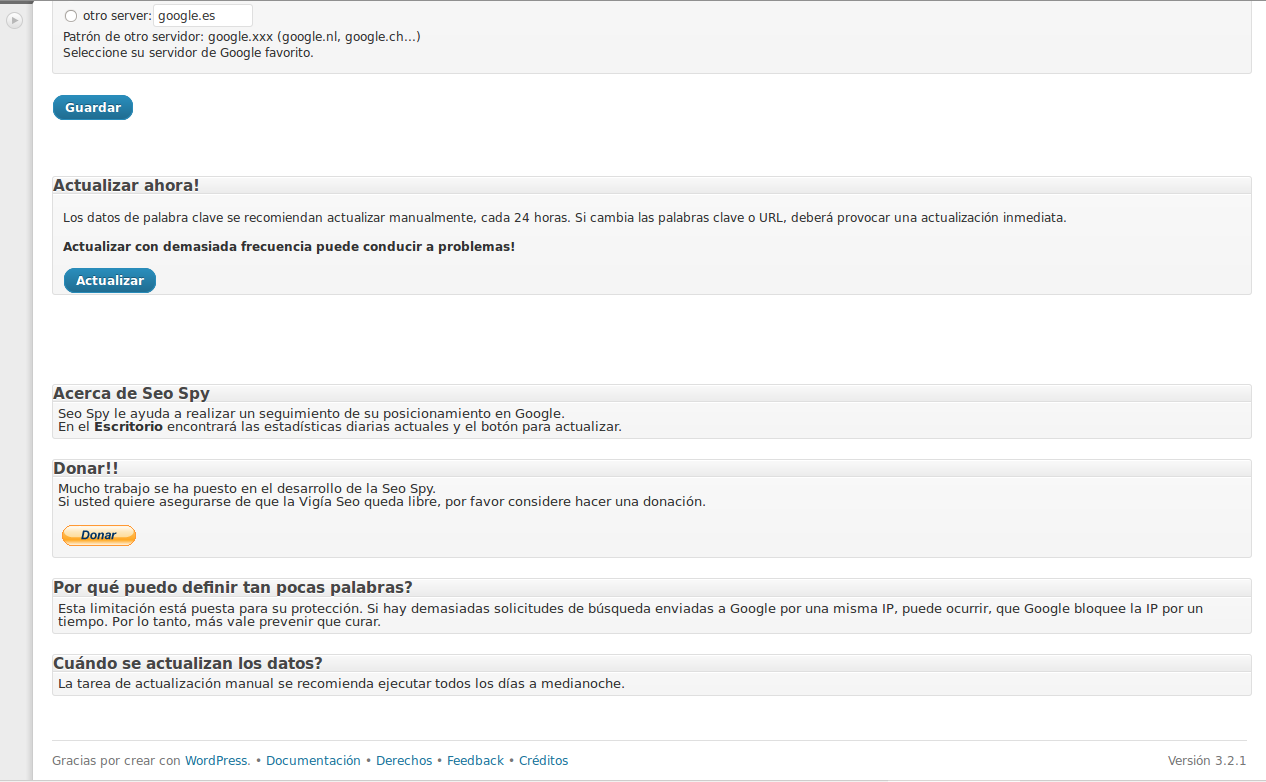 otro server: google.es
Patrón de otro servidor: google.xxx (google.nl, google.ch...)
Seleccione su servidor de Google favorito.
Guardar
Actualizar ahora!
Los datos de palabra clave se recomiendan actualizar manualmente, cada 24 horas. Si cambia las palabras clave o URL, deberá provocar una actualización inmediata.
Actualizar con demasiada frecuencia puede conducir a problemas!
Actualizar
Acerca de Seo Spy
Seo Spy le ayuda a realizar un seguimiento de su posicionamiento en Google.
En el Escritorio encontrará las estadísticas diarias actuales y el botón para actualizar.
Donar!!
Mucho trabajo se ha puesto en el desarrollo de la Seo Spy.
Si usted quiere asegurarse de que la Vigía Seo queda libre, por favor considere hacer una donación.
Donar
Por qué puedo definir tan pocas palabras?
Esta limitación está puesta para su protección. Si hay demasiadas solicitudes de búsqueda enviadas a Google por una misma IP, puede ocurrir, que Google bloquee la IP por un
tiempo. Por lo tanto, más vale prevenir que curar.
Cuándo se actualizan los datos?
La tarea de actualización manual se recomienda ejecutar todos los días a medianoche.
Gracias por crear con WordPress. • Documentación • Derechos • Feedback • Créditos Versión 3.2.1